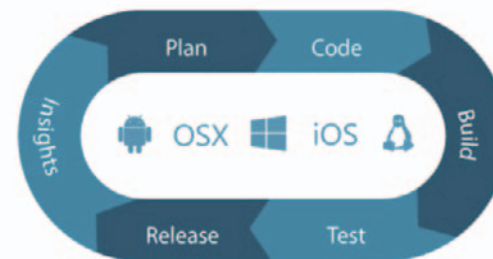 Plan
Code
Build
Test
Release
Insights
OSX
iOS